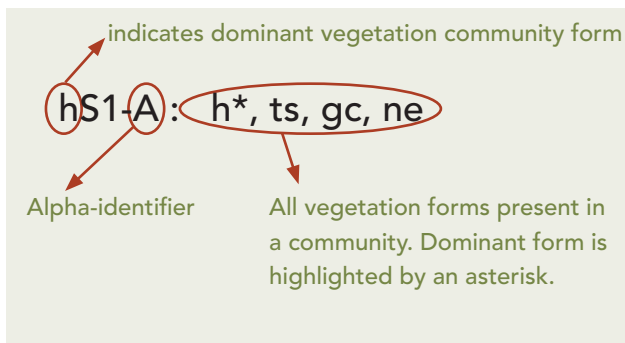 indicates dominant vegetation community form
hS1-A: h*, ts, gc, ne
Alpha-identifier
All vegetation forms present in
a community. Dominant form is
highlighted by an asterisk.